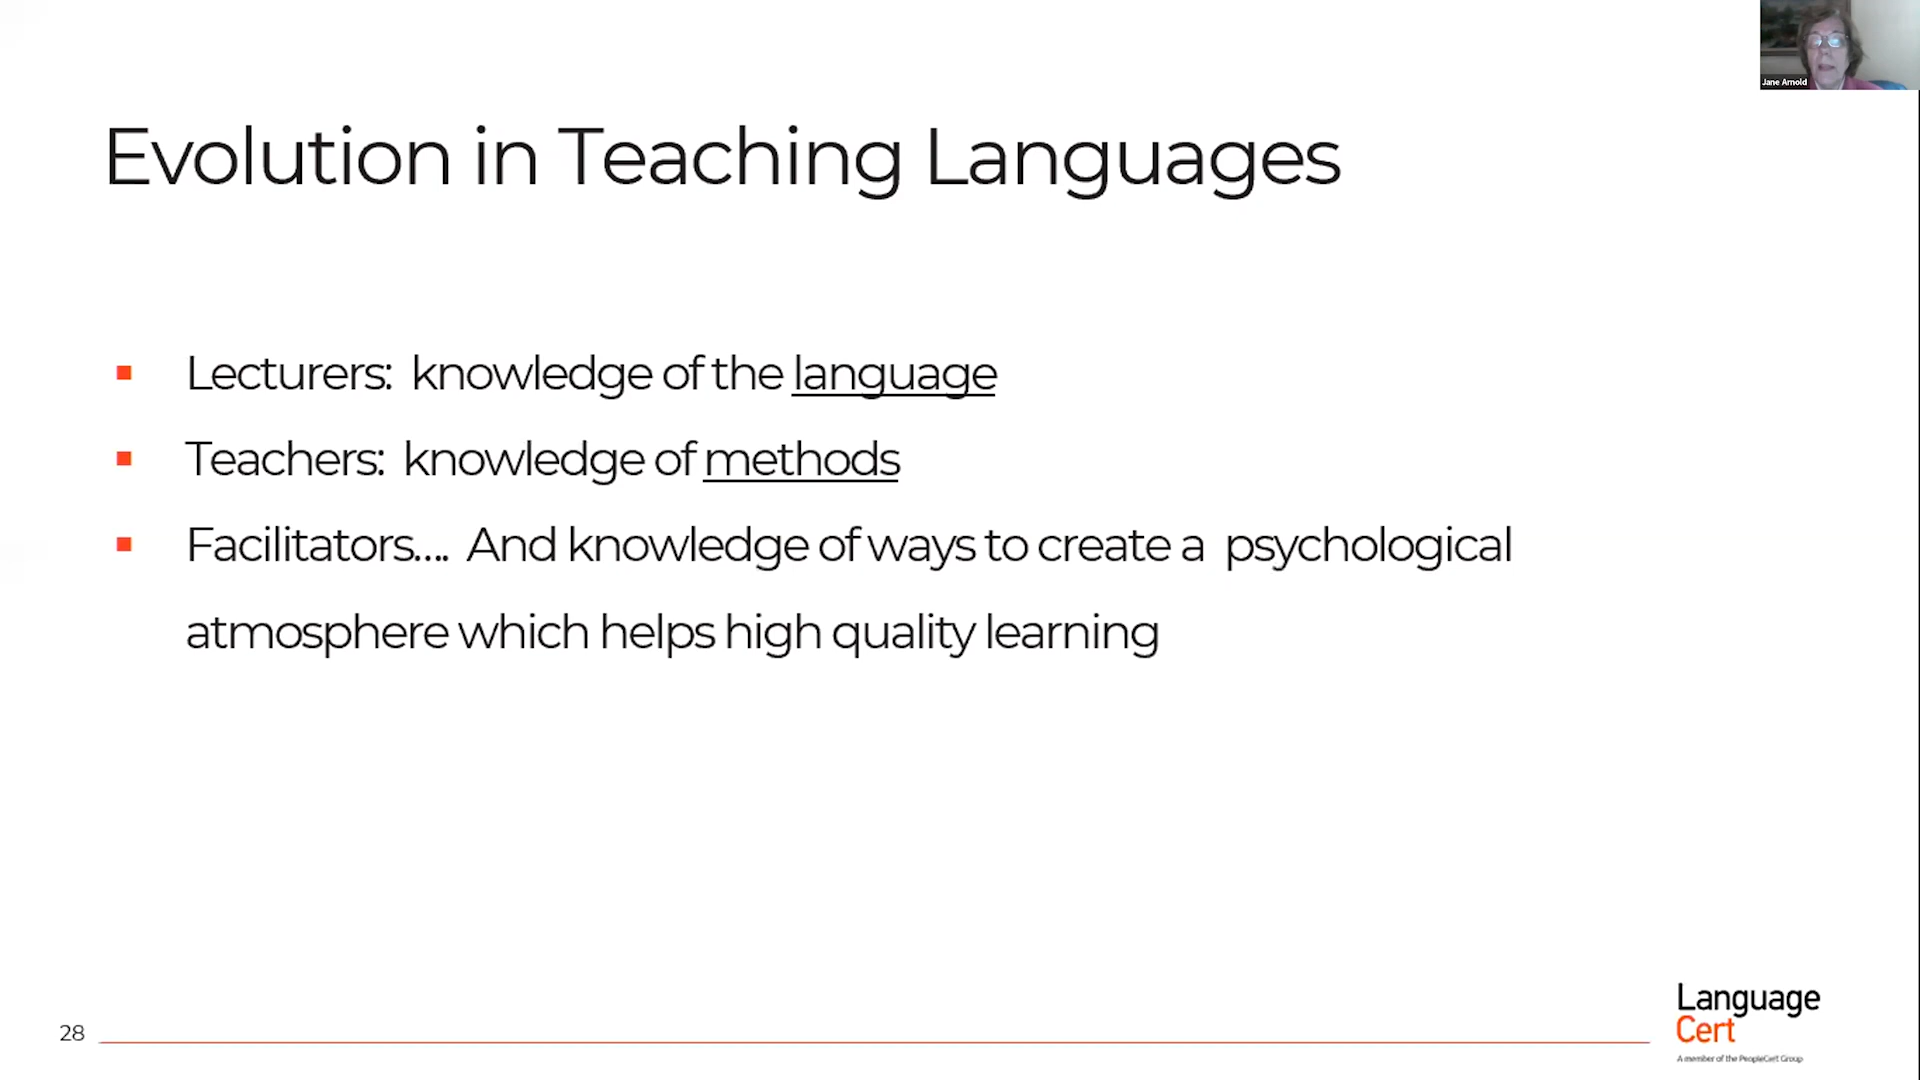 Jane Arnold
Evolution in Teaching Languages
Lecturers: knowledge of the language
Teachers: knowledge of methods
Facilitators.... And knowledge of ways to create a psychological
atmosphere which helps high quality learning
28
Language
Cert
A member of the PeopleCert Group